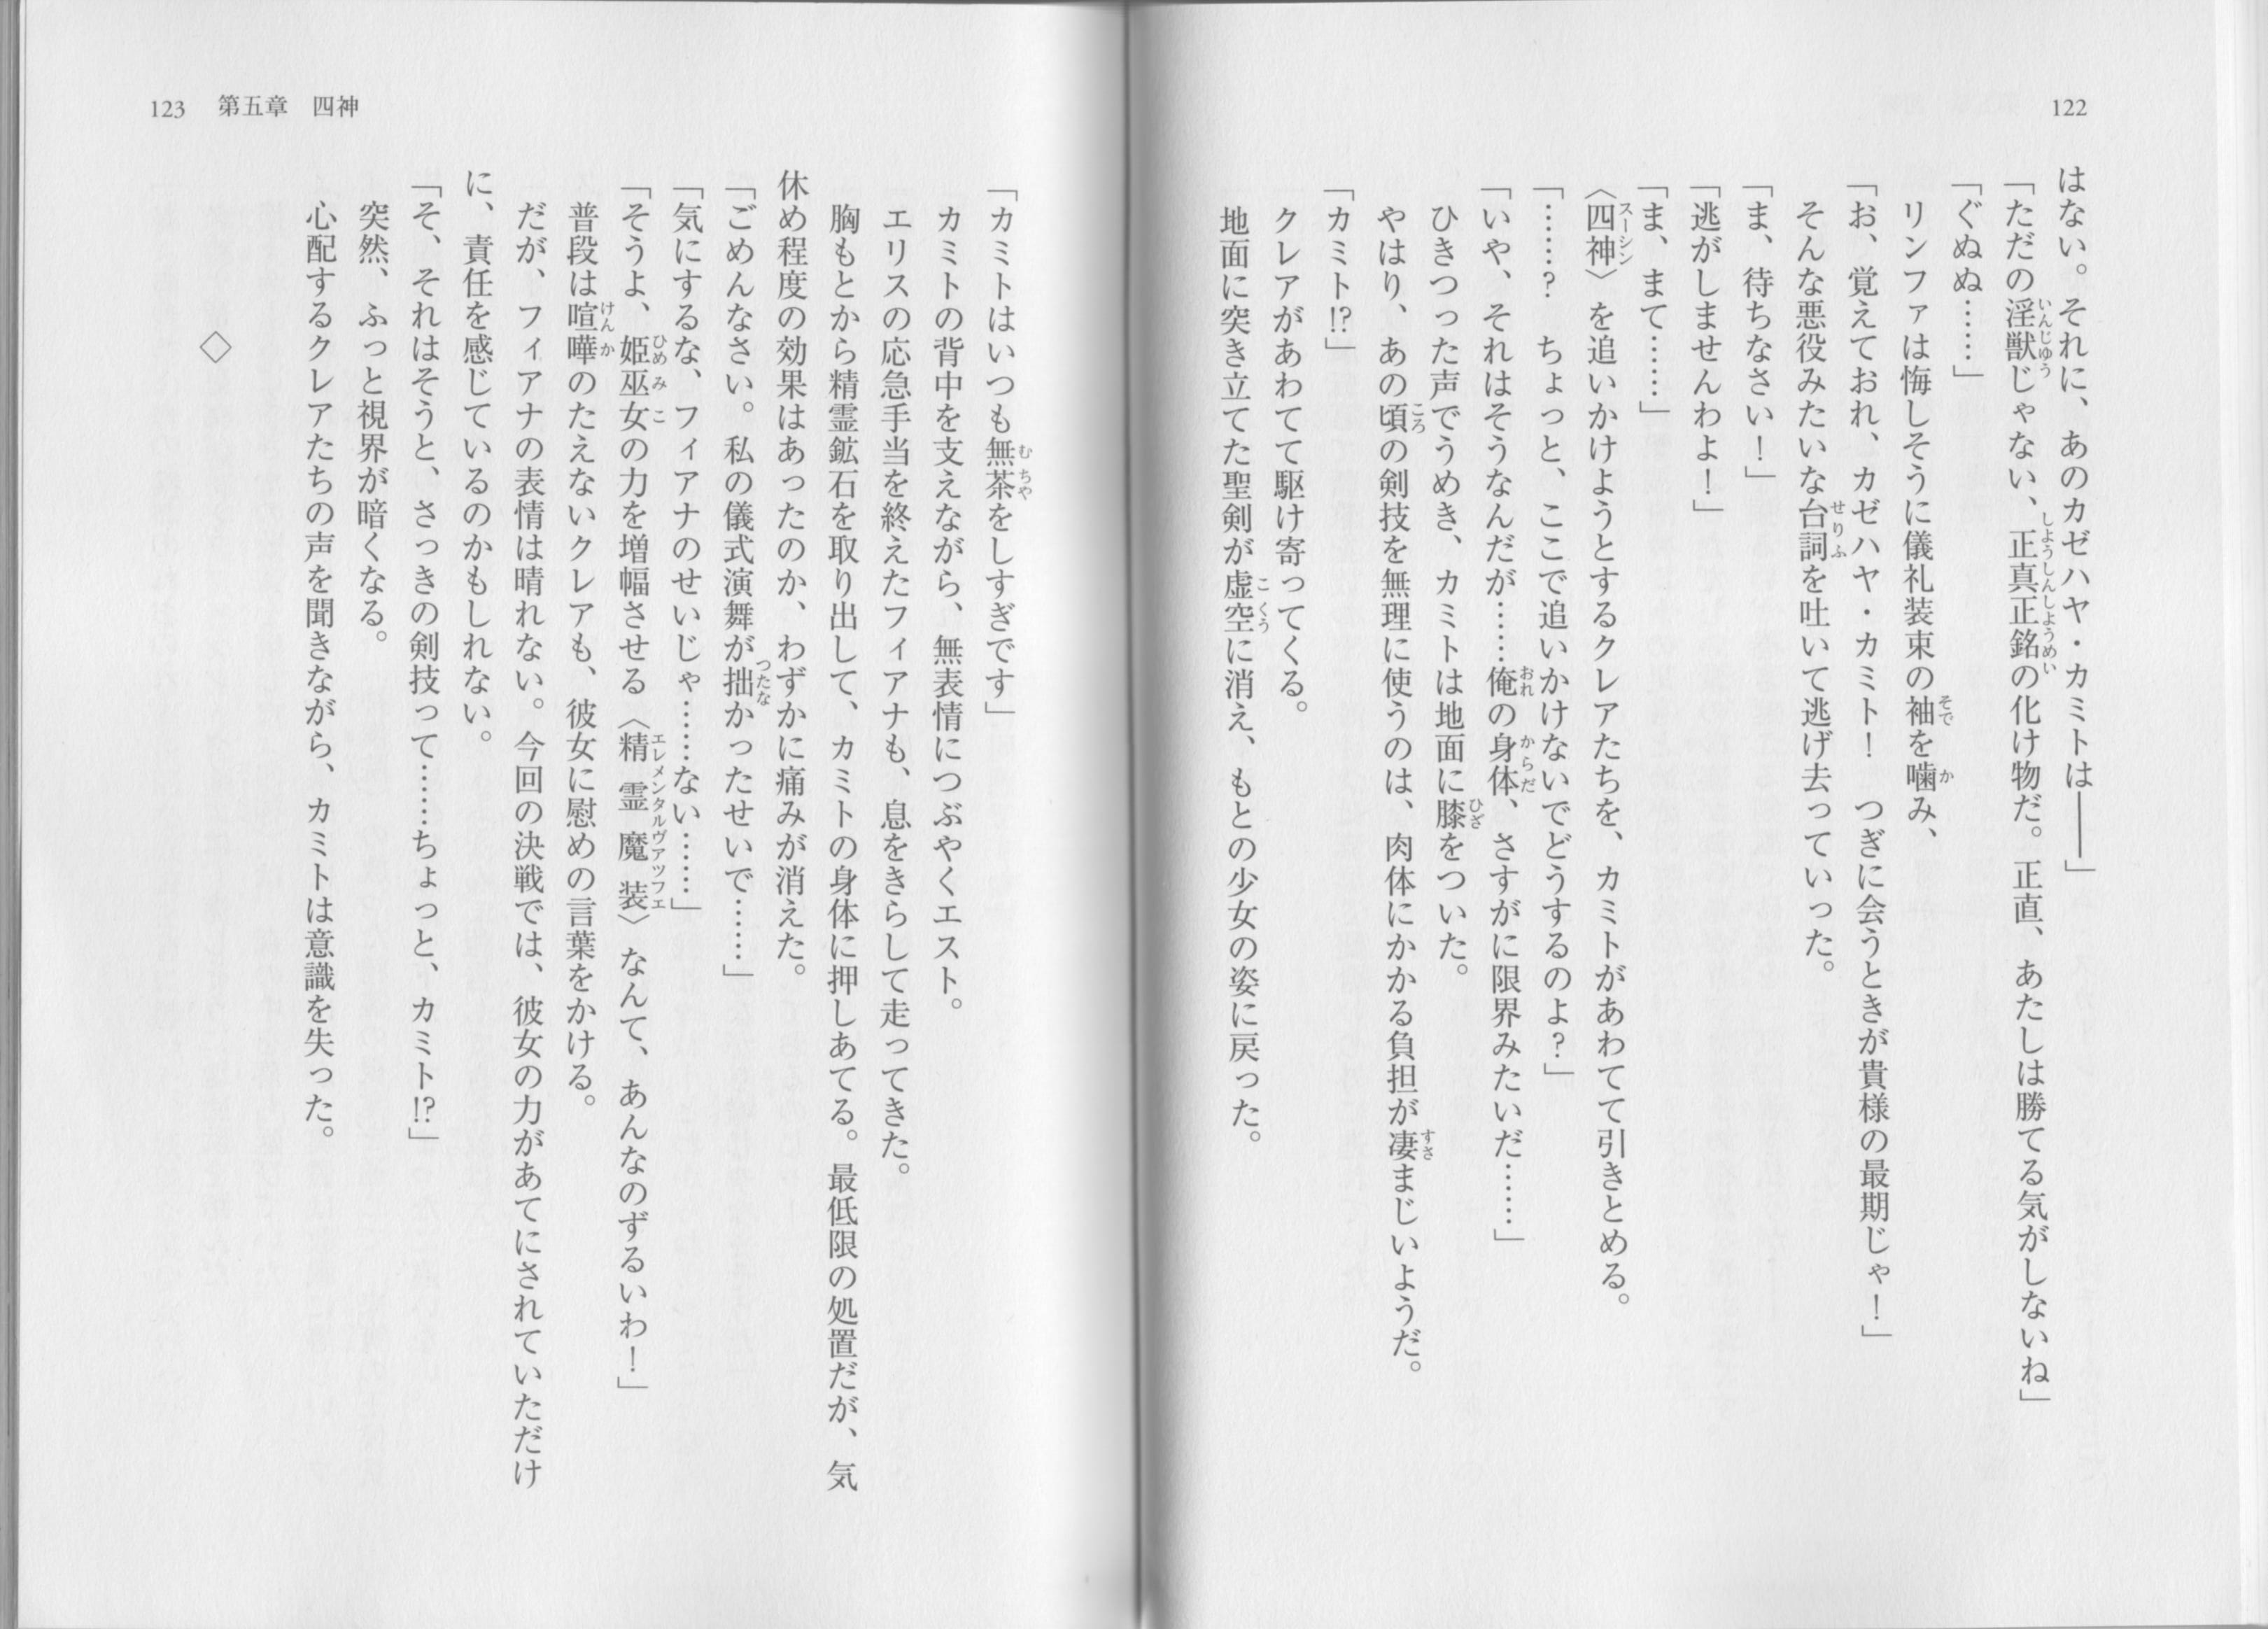 122
はない。それに、あのカゼハヤ・カミトは――」
「ただの淫獣じゃない、正真正銘の化け物だ。正直、あたしは勝てる気がしないね」
「ぐぬぬ……」
リンファは悔しそうに儀礼装束の袖を噛み、
「お、覚えておれ、カゼハヤ・カミト！　つぎに会うときが貴様の最期じゃ！」
そんな悪役みたいな台詞を吐いて逃げ去っていった。
「ま、待ちなさい！」
「逃がしませんわよ！」
「ま、まて……」
〈四神〉を追いかけようとするクレアたちを、カミトがあわてて引きとめる。
「……？　ちょっと、ここで追いかけないでどうするのよ？」
「いや、それはそうなんだが……俺の身体、さすがに限界みたいだ……」
ひきつった声でうめき、カミトは地面に膝をついた。
やはり、あの頃の剣技を無理に使うのは、肉体にかかる負担が凄まじいようだ。
「カミト!?」
クレアがあわてて駆け寄ってくる。
地面に突き立てた聖剣が虚空に消え、もとの少女の姿に戻った。
123　第五章　四神
「カミトはいつも無茶をしすぎです」
カミトの背中を支えながら、無表情につぶやくエスト。
エリスの応急手当を終えたフィアナも、息をきらして走ってきた。
胸もとから精霊鉱石を取り出して、カミトの身体に押しあてる。最低限の処置だが、気
休め程度の効果はあったのか、わずかに痛みが消えた。
「ごめんなさい。私の儀式演舞が拙かったせいで……」
「気にするな、フィアナのせいじゃ……ない……」
「そうよ、姫巫女の力を増幅させる〈精霊魔装〉なんて、あんなのずるいわ！」
普段は喧嘩のたえないクレアも、彼女に慰めの言葉をかける。
だが、フィアナの表情は晴れない。今回の決戦では、彼女の力があてにされていただけ
に、責任を感じているのかもしれない。
「そ、それはそうと、さっきの剣技って……ちょっと、カミト!?」
突然、ふっと視界が暗くなる。
心配するクレアたちの声を聞きながら、カミトは意識を失った。
◇